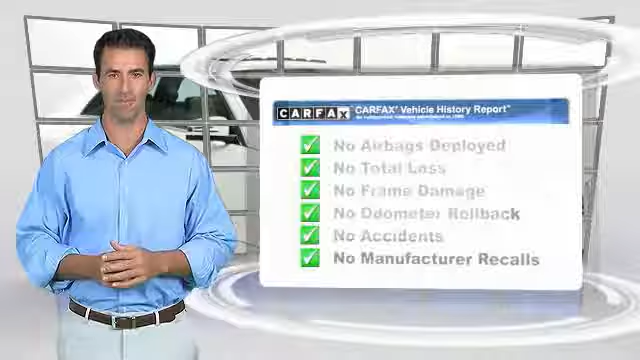 CARFAX CARFAX Vehicle History Report™
No Airbags Deployed
No Total Loss
No Frame Damage
No Odometer Rollback
No Accidents
No Manufacturer Recalls